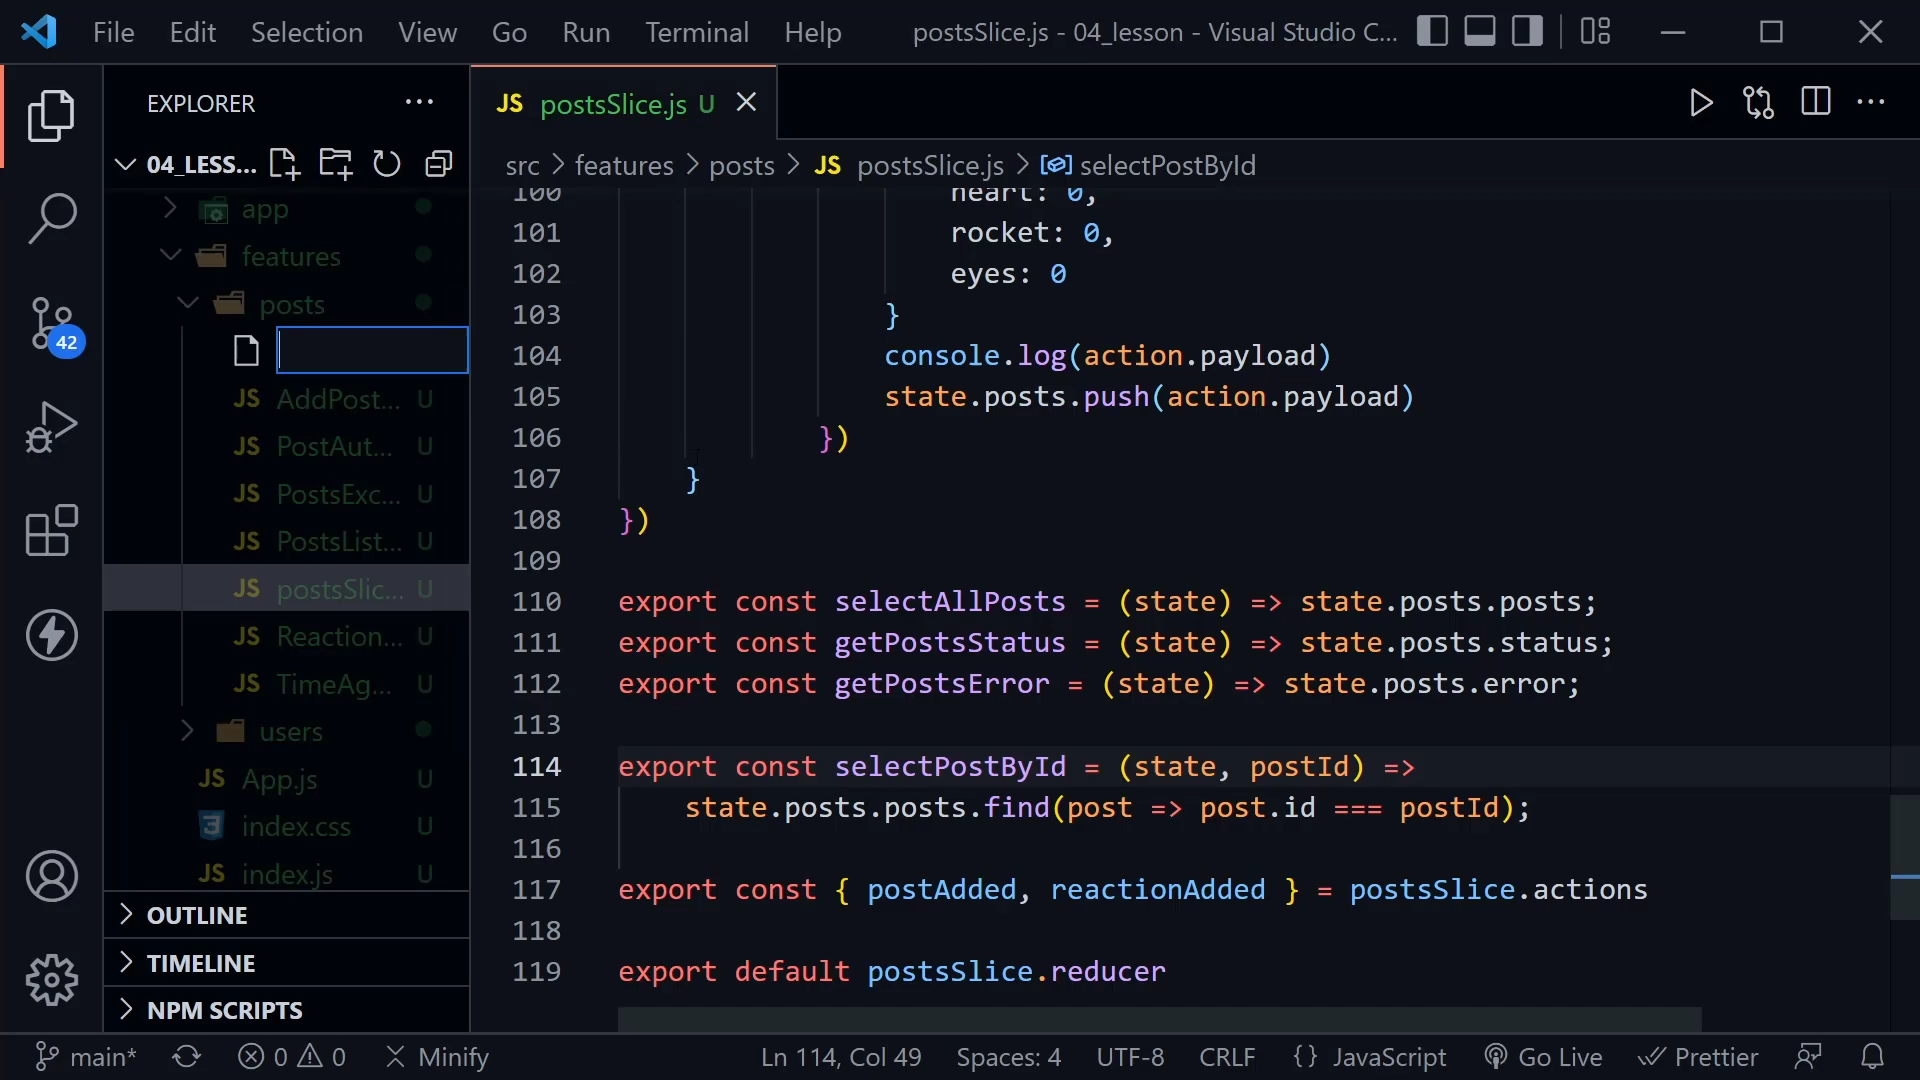 File Edit Selection View Go Run Terminal Help postsSlice.js - 04_lesson - Visual Studio C...
EXPLORER ...
04_LESS...
app
features
posts
JS AddPost... U
JS PostAut... U
JS PostsExc... U
JS PostsList... U
JS postsSlic... U
JS Reaction... U
JS TimeAg... U
users
JS App.js U
index.css U
JS index.js U
OUTLINE
TIMELINE
NPM SCRIPTS
42
JS postsSlice.js U
src > features > posts > JS postsSlice.js > selectPostById
100 heart: 0,
101 rocket: 0,
102 eyes: 0
103 }
104 console.log(action.payload)
105 state.posts.push(action.payload)
106 })
107 }
108 })
109
110 export const selectAllPosts = (state) => state.posts.posts;
111 export const getPostsStatus = (state) => state.posts.status;
112 export const getPostsError = (state) => state.posts.error;
113
114 export const selectPostById = (state, postId) =>
115 state.posts.posts.find(post => post.id === postId);
116
117 export const { postAdded, reactionAdded } = postsSlice.actions
118
119 export default postsSlice.reducer
main* 0 0 Minify Ln 114, Col 49 Spaces: 4 UTF-8 CRLF {} JavaScript Go Live Prettier